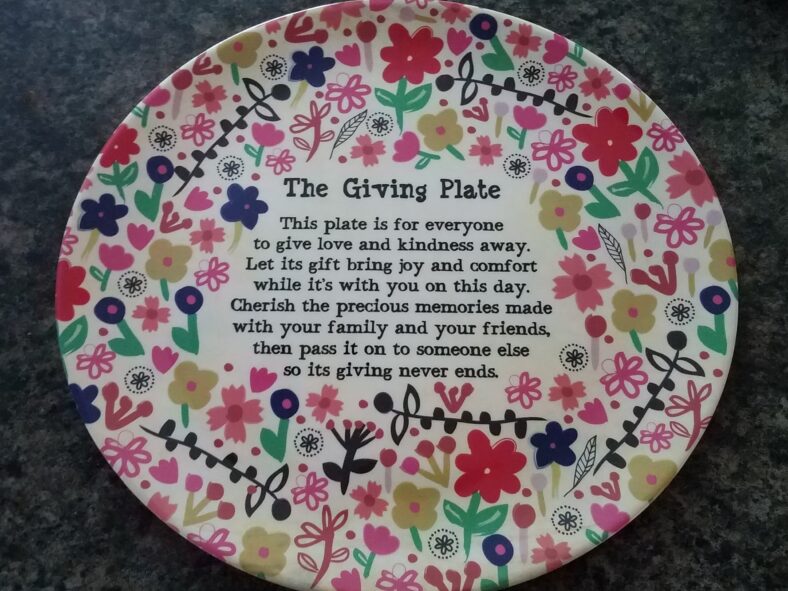 The Giving Plate
This plate is for everyone
to give love and kindness away.
Let its gift bring joy and comfort
while it's with you on this day.
Cherish the precious memories made
with your family and your friends,
then pass it on to someone else
so its giving never ends.